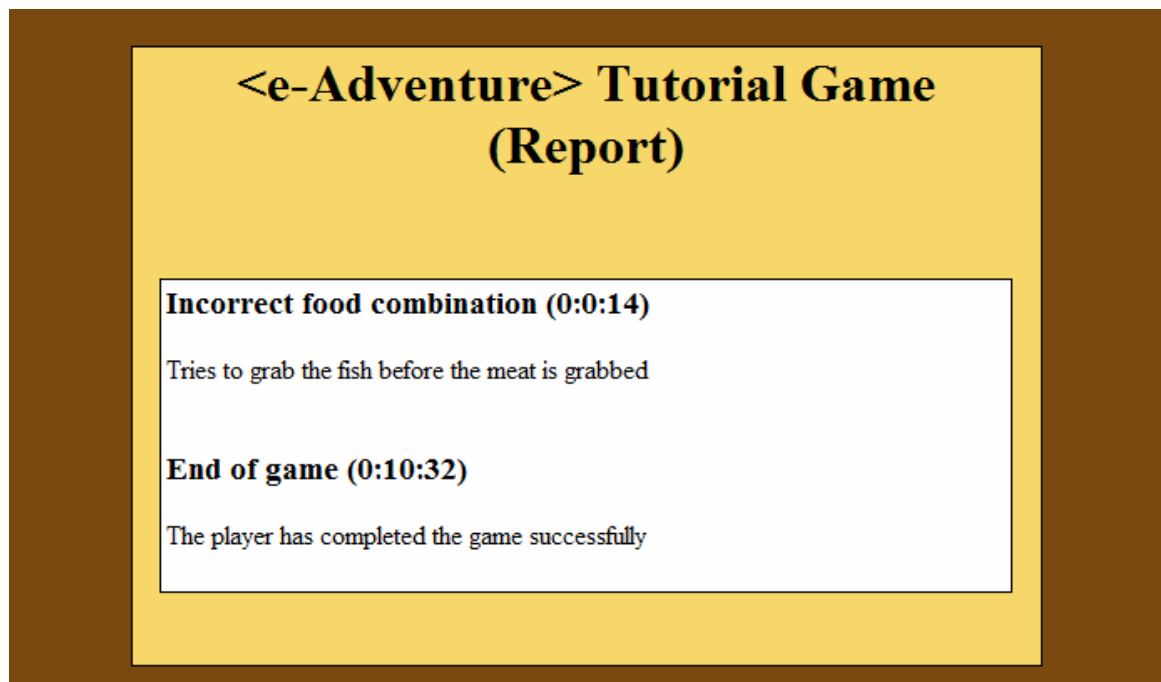 <e-Adventure> Tutorial Game
(Report)
Incorrect food combination (0:0:14)
Tries to grab the fish before the meat is grabbed
End of game (0:10:32)
The player has completed the game successfully